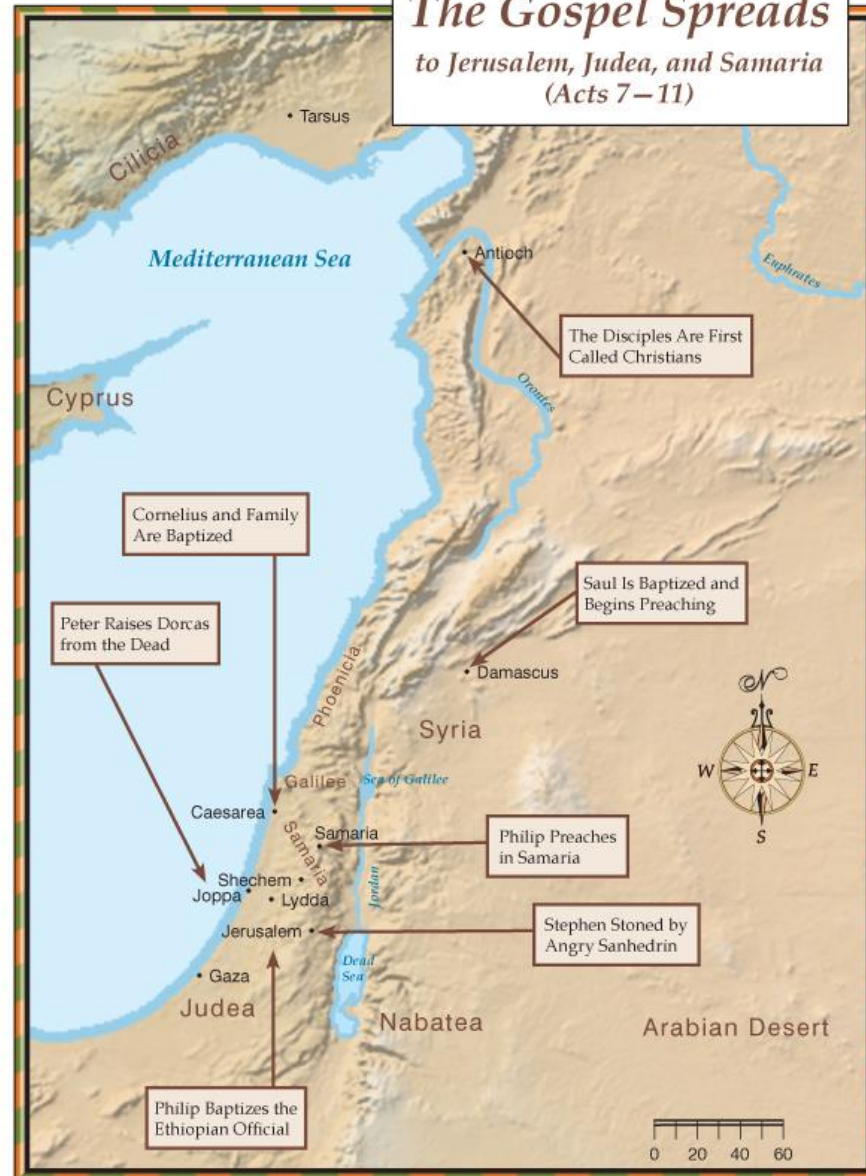 The Gospel Spreads
to Jerusalem, Judea, and Samaria
(Acts 7—11)
Tarsus
Cilicia
Mediterranean Sea
Antioch
Euphrates
The Disciples Are First
Called Christians
Orontes
Cyprus
Cornelius and Family
Are Baptized
Saul Is Baptized and
Begins Preaching
Peter Raises Dorcas
from the Dead
Phoenicia
Damascus
Syria
N
W
E
S
Galilee
Sea of Galilee
Caesarea
Samaria
Samaria
Philip Preaches
in Samaria
Shechem
Jordan
Joppa
Lydda
Jerusalem
Stephen Stoned by
Angry Sanhedrin
Dead
Sea
Gaza
Judea
Nabatea
Arabian Desert
Philip Baptizes the
Ethiopian Official
0 20 40 60